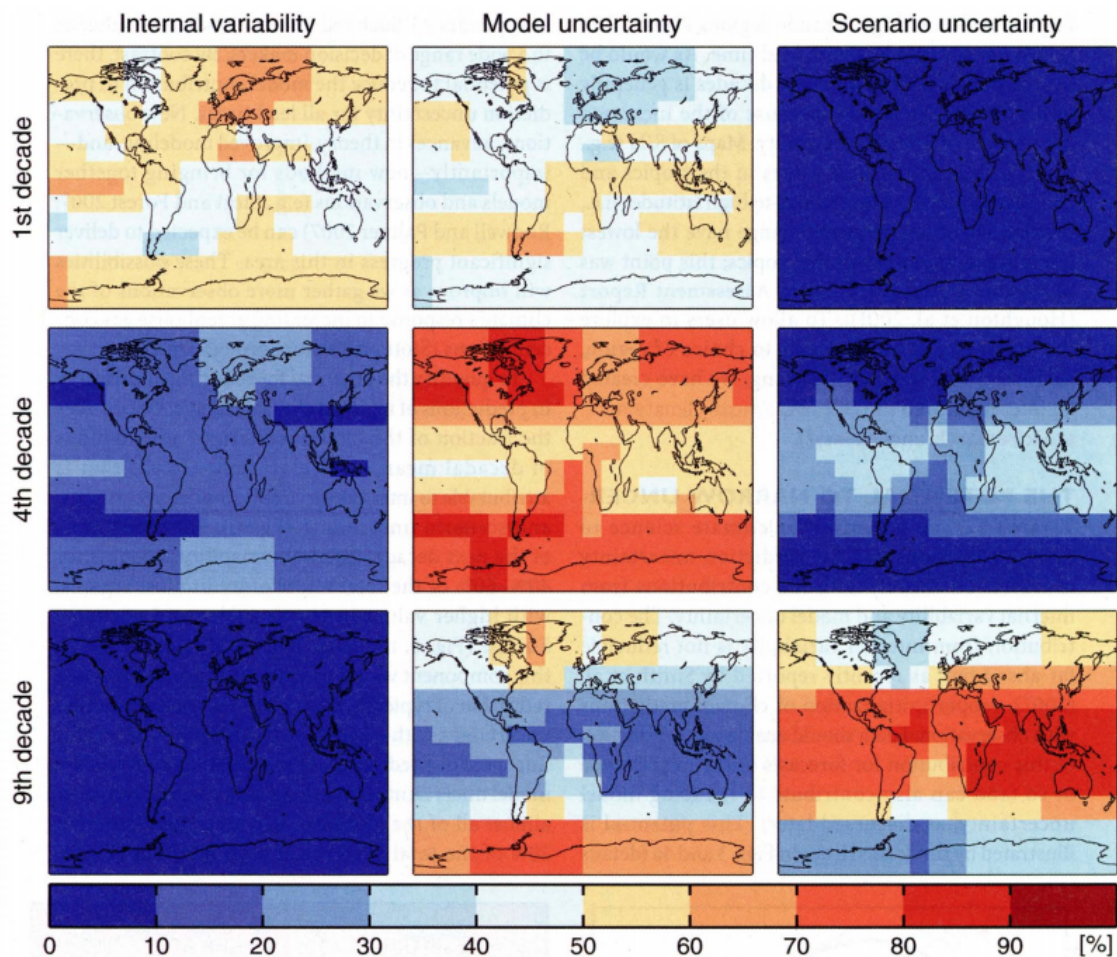 Internal variability Model uncertainty Scenario uncertainty
1st decade
4th decade
9th decade
0 10 20 30 40 50 60 70 80 90 [%]